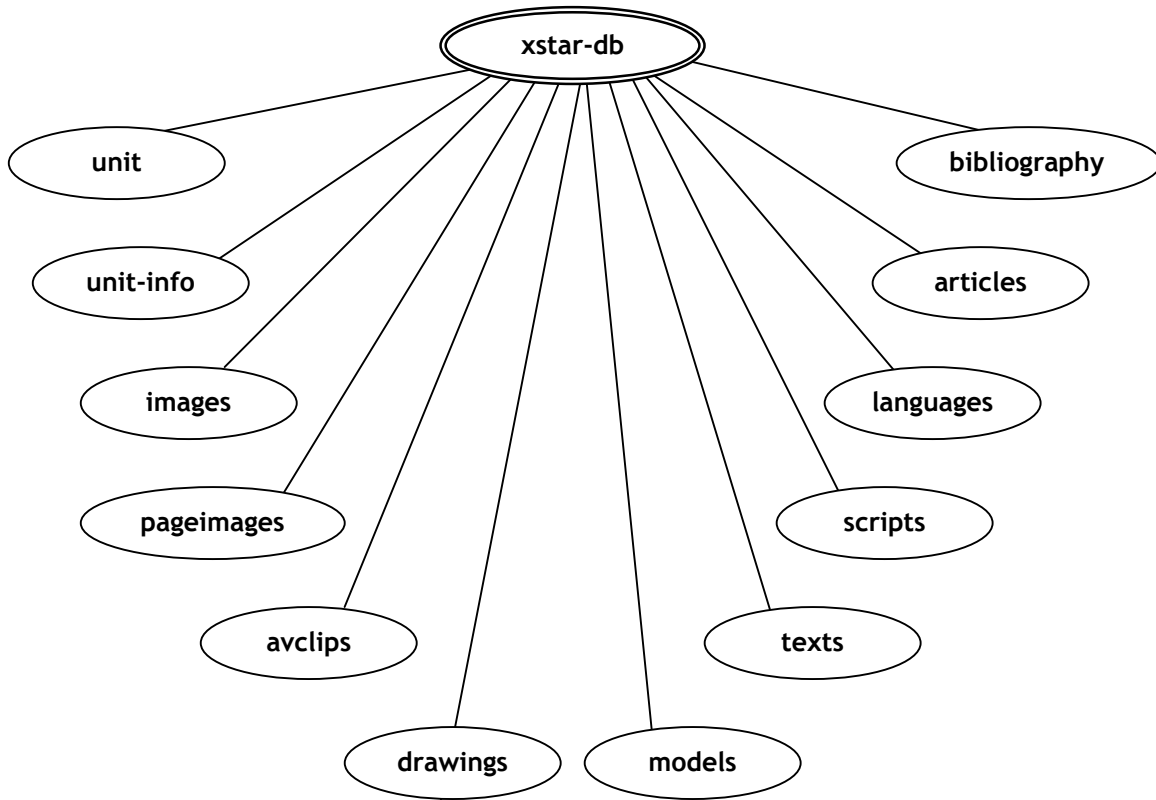 xstar-db
unit
bibliography
unit-info
articles
images
languages
pageimages
scripts
avclips
texts
drawings
models